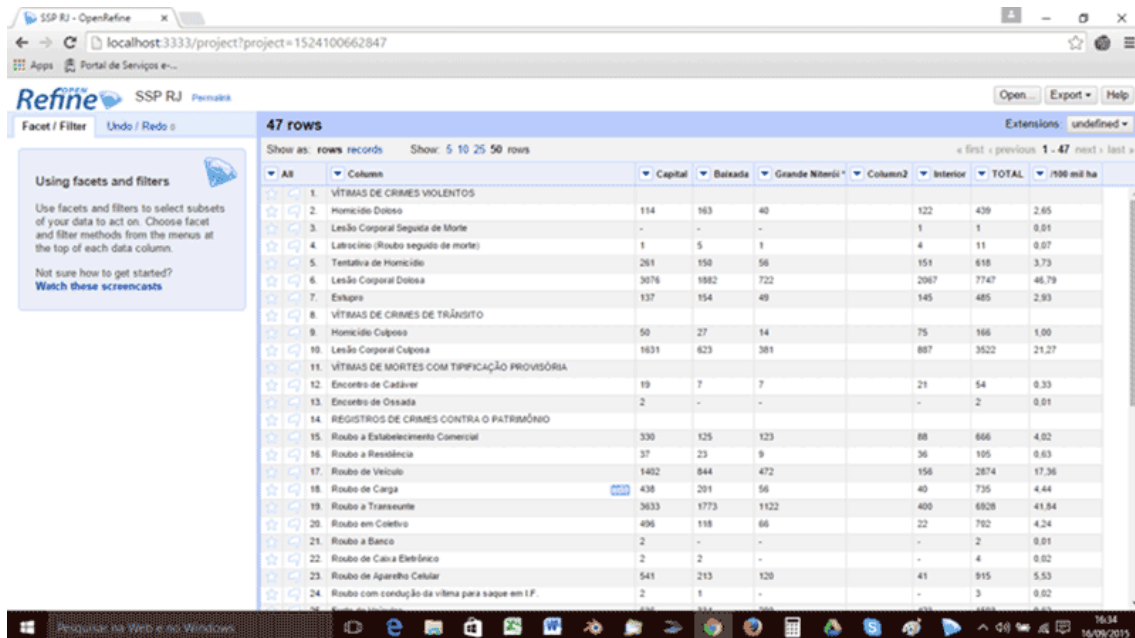 SSP RJ - OpenRefine
localhost:3333/project?project=1524100662847
Apps Portal de Serviços e-...
OPEN
Refine SSP RJ Permalink Open... Export Help
Facet / Filter Undo / Redo 0 47 rows Extensions: undefined
Show as: rows records Show: 5 10 25 50 rows « first ‹ previous 1 - 47 next › last »
All Column Capital Baixada Grande Niterói * Column2 Interior TOTAL /100 mil ha
Using facets and filters
Use facets and filters to select subsets
of your data to act on. Choose facet
and filter methods from the menus at
the top of each data column.
Not sure how to get started?
Watch these screencasts
1. VÍTIMAS DE CRIMES VIOLENTOS
2. Homicídio Doloso 114 163 40 122 439 2,65
3. Lesão Corporal Seguida de Morte - - - 1 1 0,01
4. Latrocínio (Roubo seguido de morte) 1 5 1 4 11 0,07
5. Tentativa de Homicídio 261 150 56 151 618 3,73
6. Lesão Corporal Dolosa 3076 1882 722 2067 7747 46,79
7. Estupro 137 154 49 145 485 2,93
8. VÍTIMAS DE CRIMES DE TRÂNSITO
9. Homicídio Culposo 50 27 14 75 166 1,00
10. Lesão Corporal Culposa 1631 623 381 887 3522 21,27
11. VÍTIMAS DE MORTES COM TIPIFICAÇÃO PROVISÓRIA
12. Encontro de Cadáver 19 7 7 21 54 0,33
13. Encontro de Ossada 2 - - - 2 0,01
14. REGISTROS DE CRIMES CONTRA O PATRIMÔNIO
15. Roubo a Estabelecimento Comercial 330 125 123 88 666 4,02
16. Roubo a Residência 37 23 9 36 105 0,63
17. Roubo de Veículo 1402 844 472 156 2874 17,36
18. Roubo de Carga edit 438 201 56 40 735 4,44
19. Roubo a Transeunte 3633 1773 1122 400 6928 41,84
20. Roubo em Coletivo 496 118 66 22 702 4,24
21. Roubo a Banco 2 - - - 2 0,01
22. Roubo de Caixa Eletrônico 2 2 - - 4 0,02
23. Roubo de Aparelho Celular 541 213 120 41 915 5,53
24. Roubo com condução da vítima para saque em I.F. 2 1 - - 3 0,02
Pesquisar na Web e no Windows 16:34
16/09/2015